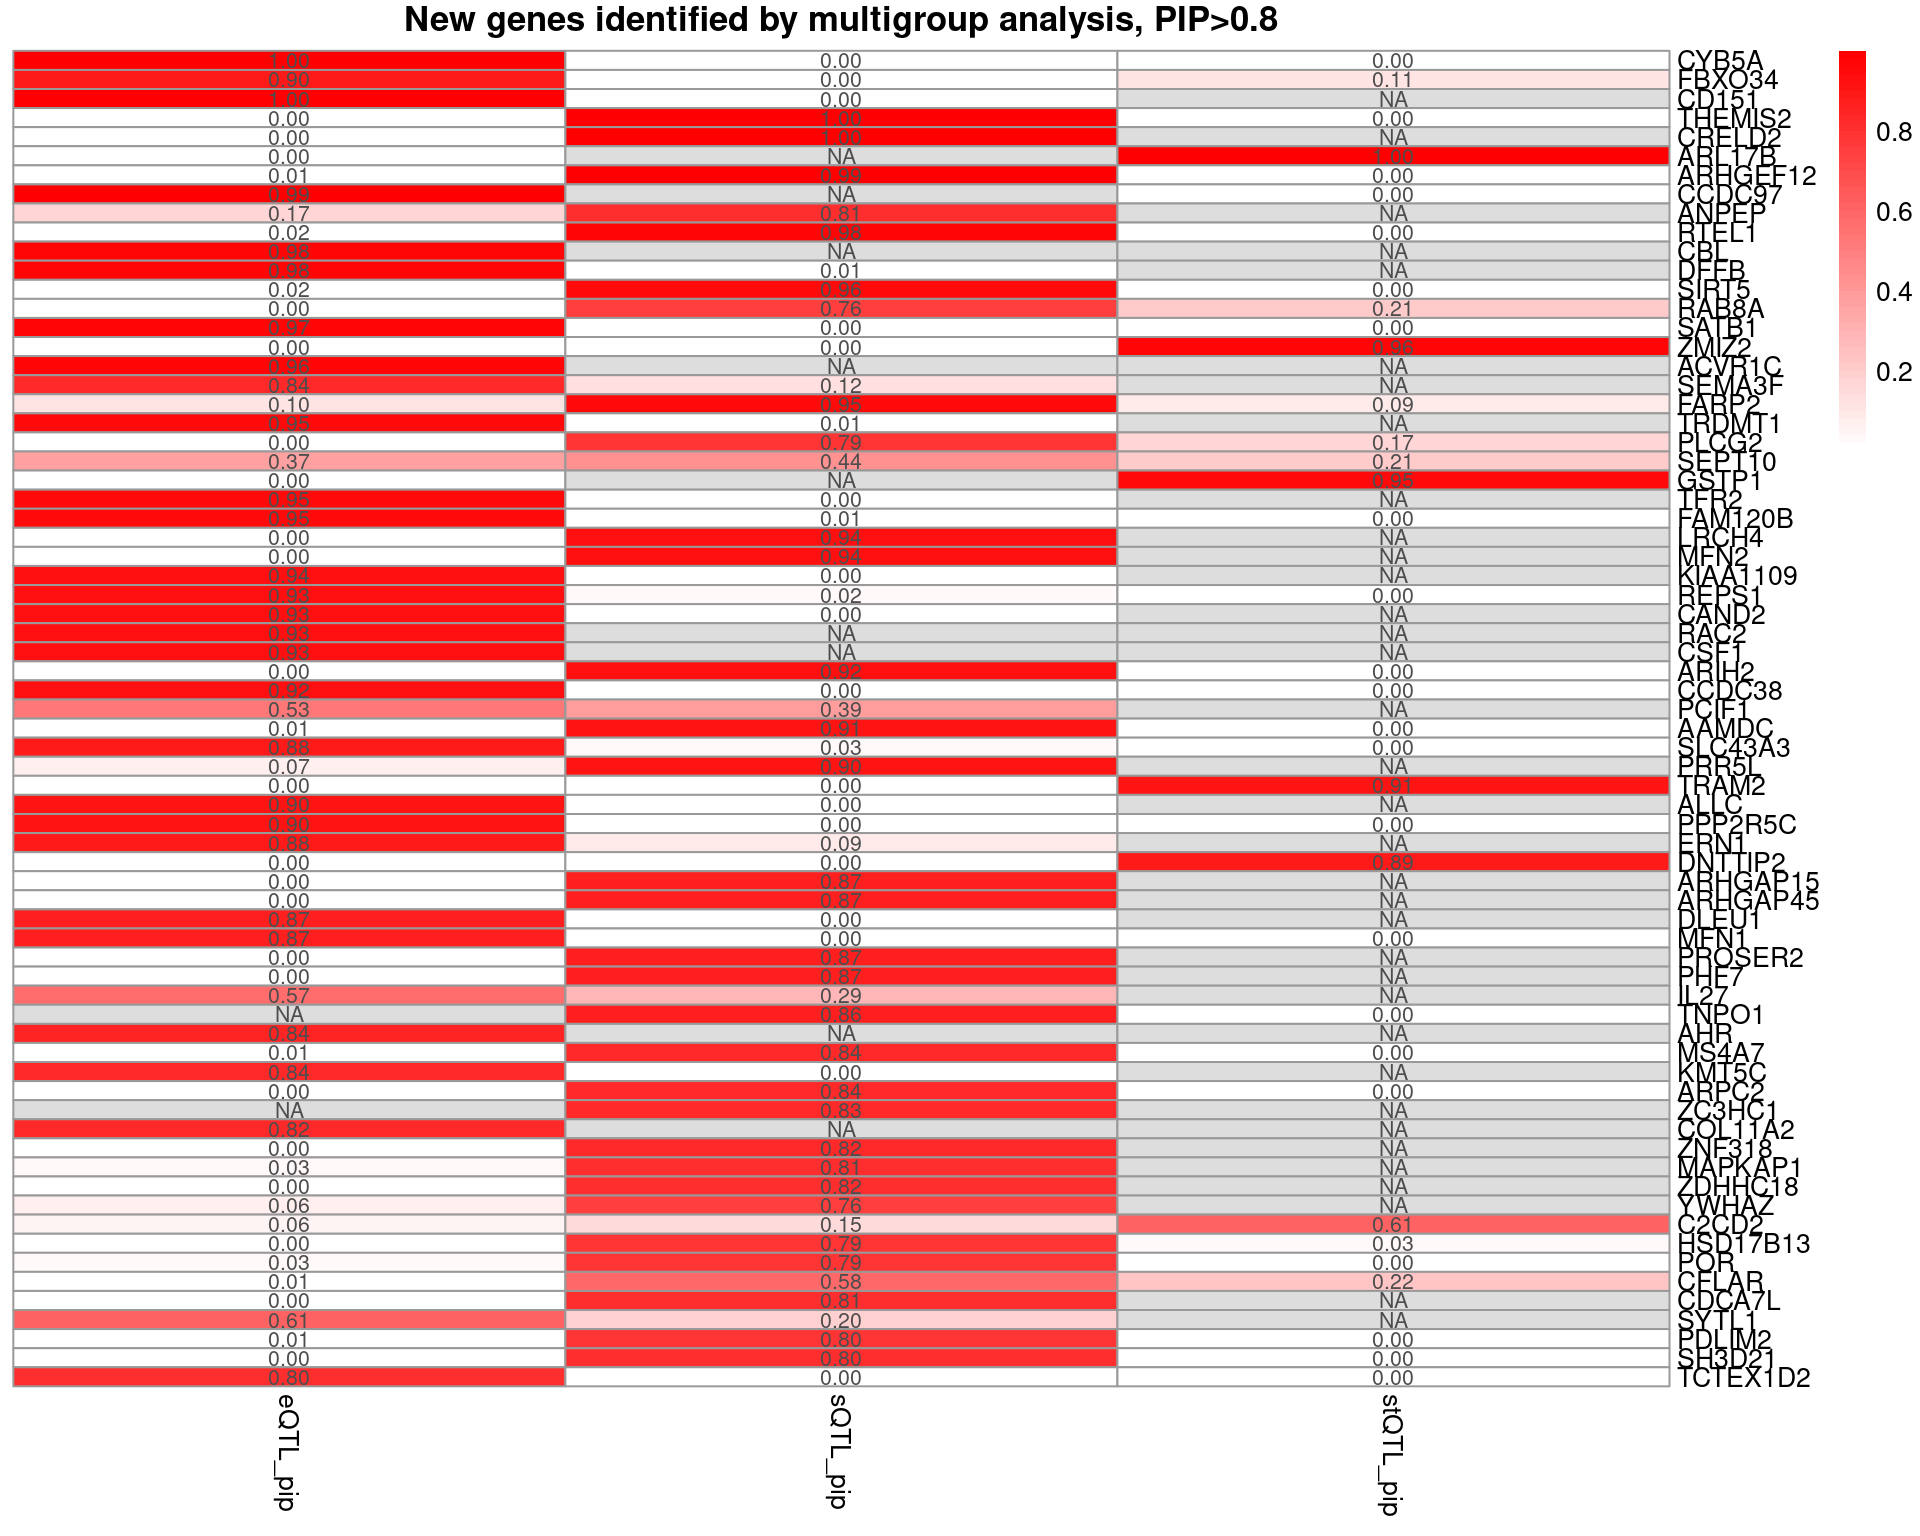 New genes identified by multigroup analysis, PIP>0.8
1.00 0.00 0.00 CYB5A
0.90 0.00 0.11 FBXO34
1.00 0.00 NA CD151
0.00 1.00 0.00 THEMIS2
0.00 1.00 NA CRELD2
0.00 NA 1.00 ARL17B
0.01 0.99 0.00 ARHGEF12
0.99 NA 0.00 CCDC97
0.17 0.81 NA ANPEP
0.02 0.98 0.00 RTEL1
0.98 NA NA CBL
0.98 0.01 NA DFFB
0.02 0.96 0.00 SIRT5
0.00 0.76 0.21 RAB8A
0.97 0.00 0.00 SATB1
0.00 0.00 0.96 ZMIZ2
0.96 NA NA ACVR1C
0.84 0.12 NA SEMA3F
0.10 0.95 0.09 FARP2
0.95 0.01 NA TRDMT1
0.00 0.79 0.17 PLCG2
0.37 0.44 0.21 SEPT10
0.00 NA 0.95 GSTP1
0.95 0.00 NA TFR2
0.95 0.01 0.00 FAM120B
0.00 0.94 NA LRCH4
0.00 0.94 NA MFN2
0.94 0.00 NA KIAA1109
0.93 0.02 0.00 REPS1
0.93 0.00 NA CAND2
0.93 NA NA RAC2
0.93 NA NA CSF1
0.00 0.92 0.00 ARIH2
0.92 0.00 0.00 CCDC38
0.53 0.39 NA PCIF1
0.01 0.91 0.00 AAMDC
0.88 0.03 0.00 SLC43A3
0.07 0.90 NA PRR5L
0.00 0.00 0.91 TRAM2
0.90 0.00 NA ALLC
0.90 0.00 0.00 PPP2R5C
0.88 0.09 NA ERN1
0.00 0.00 0.89 DNTTIP2
0.00 0.87 NA ARHGAP15
0.00 0.87 NA ARHGAP45
0.87 0.00 NA DLEU1
0.87 0.00 0.00 MFN1
0.00 0.87 NA PROSER2
0.00 0.87 NA PHF7
0.57 0.29 NA IL27
NA 0.86 0.00 TNPO1
0.84 NA NA AHR
0.01 0.84 0.00 MS4A7
0.84 0.00 NA KMT5C
0.00 0.84 0.00 ARPC2
NA 0.83 NA ZC3HC1
0.82 NA NA COL11A2
0.00 0.82 NA ZNF318
0.03 0.81 NA MAPKAP1
0.00 0.82 NA ZDHHC18
0.06 0.76 NA YWHAZ
0.06 0.15 0.61 C2CD2
0.00 0.79 0.03 HSD17B13
0.03 0.79 0.00 POR
0.01 0.58 0.22 CFLAR
0.00 0.81 NA CDCA7L
0.61 0.20 NA SYTL1
0.01 0.80 0.00 PDLIM2
0.00 0.80 0.00 SH3D21
0.80 0.00 0.00 TCTEX1D2
eQTL_pip sQTL_pip stQTL_pip
0.8
0.6
0.4
0.2